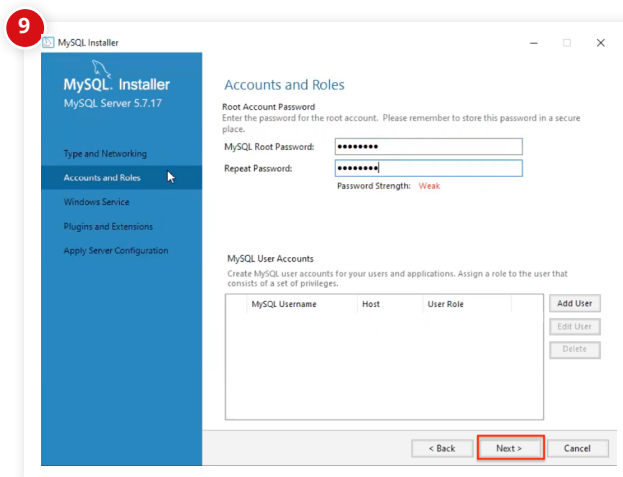 9
MySQL Installer
MySQL. Installer
MySQL Server 5.7.17
Type and Networking
Accounts and Roles
Windows Service
Plugins and Extensions
Apply Server Configuration
Accounts and Roles
Root Account Password
Enter the password for the root account. Please remember to store this password in a secure
place.
MySQL Root Password: ••••••••
Repeat Password: ••••••••
Password Strength: Weak
MySQL User Accounts
Create MySQL user accounts for your users and applications. Assign a role to the user that
consists of a set of privileges.
MySQL Username Host User Role
Add User
Edit User
Delete
< Back Next > Cancel